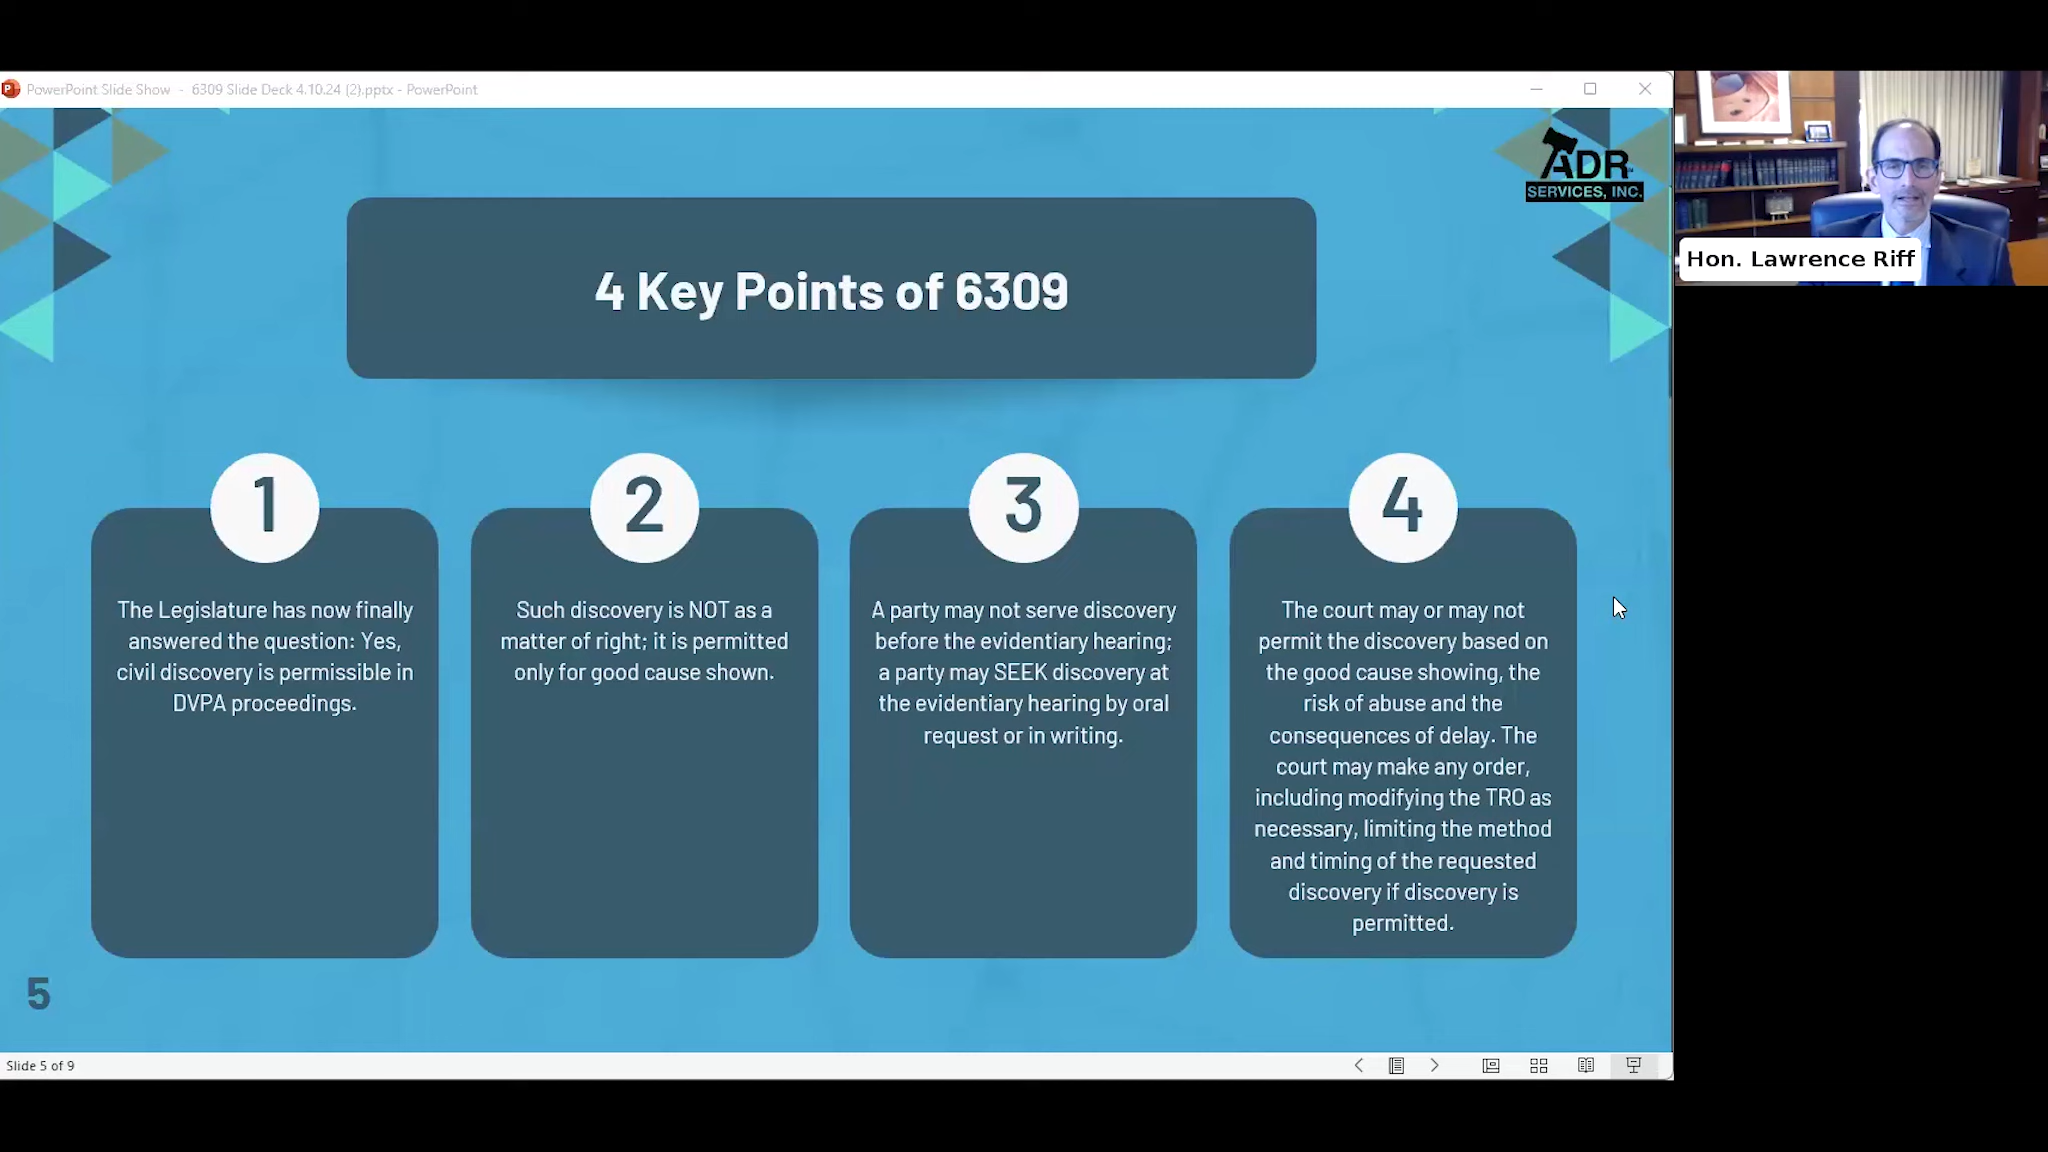 PowerPoint Slide Show - 6309 Slide Deck 4.10.24 (2).pptx - PowerPoint
ADR
SERVICES, INC.
Hon. Lawrence Riff
4 Key Points of 6309
1
The Legislature has now finally
answered the question: Yes,
civil discovery is permissible in
DVPA proceedings.
2
Such discovery is NOT as a
matter of right; it is permitted
only for good cause shown.
3
A party may not serve discovery
before the evidentiary hearing;
a party may SEEK discovery at
the evidentiary hearing by oral
request or in writing.
4
The court may or may not
permit the discovery based on
the good cause showing, the
risk of abuse and the
consequences of delay. The
court may make any order,
including modifying the TRO as
necessary, limiting the method
and timing of the requested
discovery if discovery is
permitted.
5
Slide 5 of 9